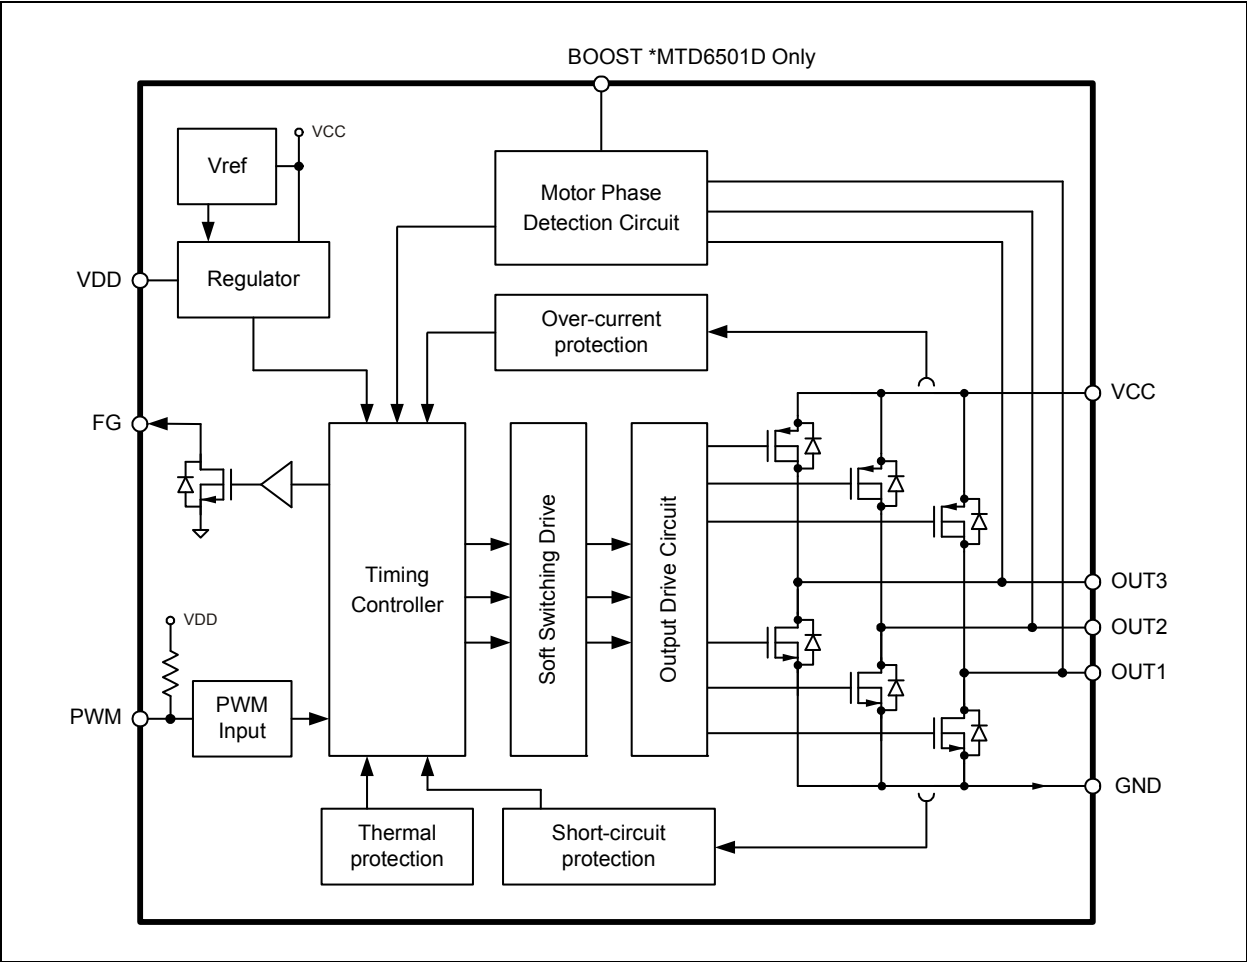 BOOST *MTD6501D Only
VCC
Vref
Motor Phase
Detection Circuit
VDD
Regulator
Over-current
protection
VCC
FG
Timing
Controller
Soft Switching Drive
Output Drive Circuit
OUT3
VDD
OUT2
OUT1
PWM
PWM
Input
GND
Thermal
protection
Short-circuit
protection